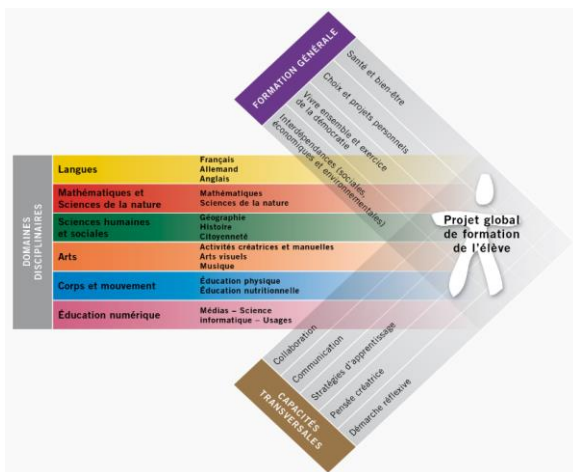 FORMATION GÉNÉRALE
Santé et bien-être
Choix et projets personnels
Vivre ensemble et exercice
de la démocratie
Interdépendances (sociales,
économiques et environnementales)
DOMAINES
DISCIPLINAIRES
Langues
Français
Allemand
Anglais
Mathématiques et
Sciences de la nature
Mathématiques
Sciences de la nature
Sciences humaines
et sociales
Géographie
Histoire
Citoyenneté
Arts
Activités créatrices et manuelles
Arts visuels
Musique
Corps et mouvement
Éducation physique
Éducation nutritionnelle
Éducation numérique
Médias – Science
informatique – Usages
Projet global
de formation
de l'élève
Collaboration
Communication
Stratégies d'apprentissage
Pensée créatrice
Démarche réflexive
CAPACITÉS
TRANSVERSALES